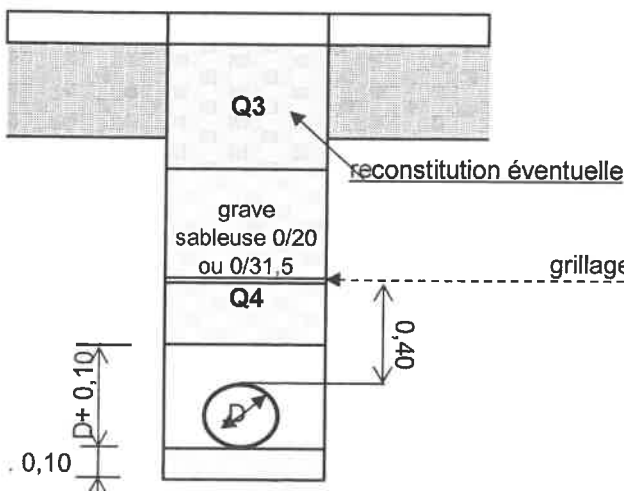 Q3
reconstitution éventuelle
grave
sableuse 0/20
ou 0/31,5
grillage
Q4
0,40
D+ 0,10
D
. 0,10